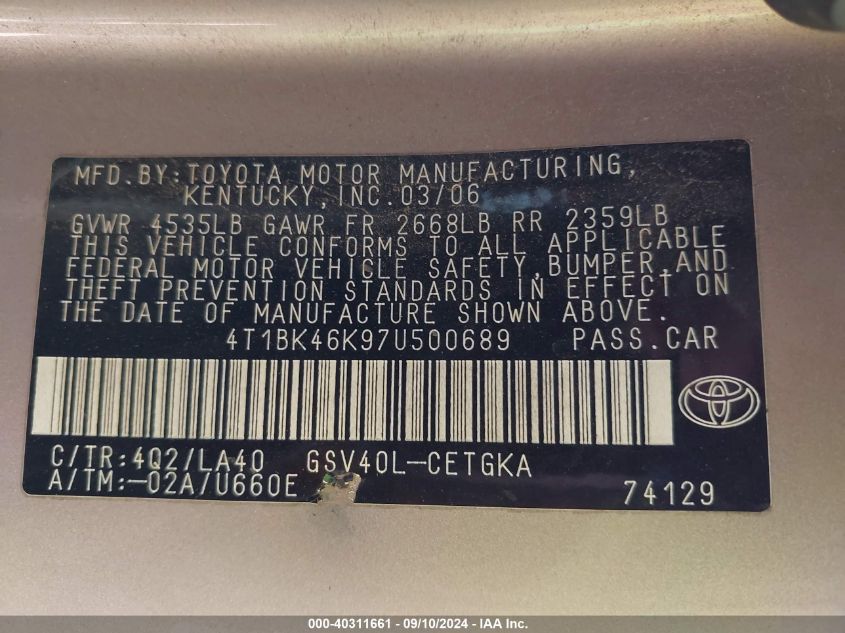 MFD.BY:TOYOTA MOTOR MANUFACTURING,
KENTUCKY,INC.03/06
GVWR 4535LB GAWR FR 2668LB RR 2359LB
THIS VEHICLE CONFORMS TO ALL APPLICABLE
FEDERAL MOTOR VEHICLE SAFETY,BUMPER,AND
THEFT PREVENTION STANDARDS IN EFFECT ON
THE DATE OF MANUFACTURE SHOWN ABOVE.
4T1BK46K97U500689 PASS.CAR
C/TR:4Q2/LA40 GSV40L-CETGKA
A/TM:-02A/U660E 74129
000-40311661 - 09/10/2024 - IAA Inc.